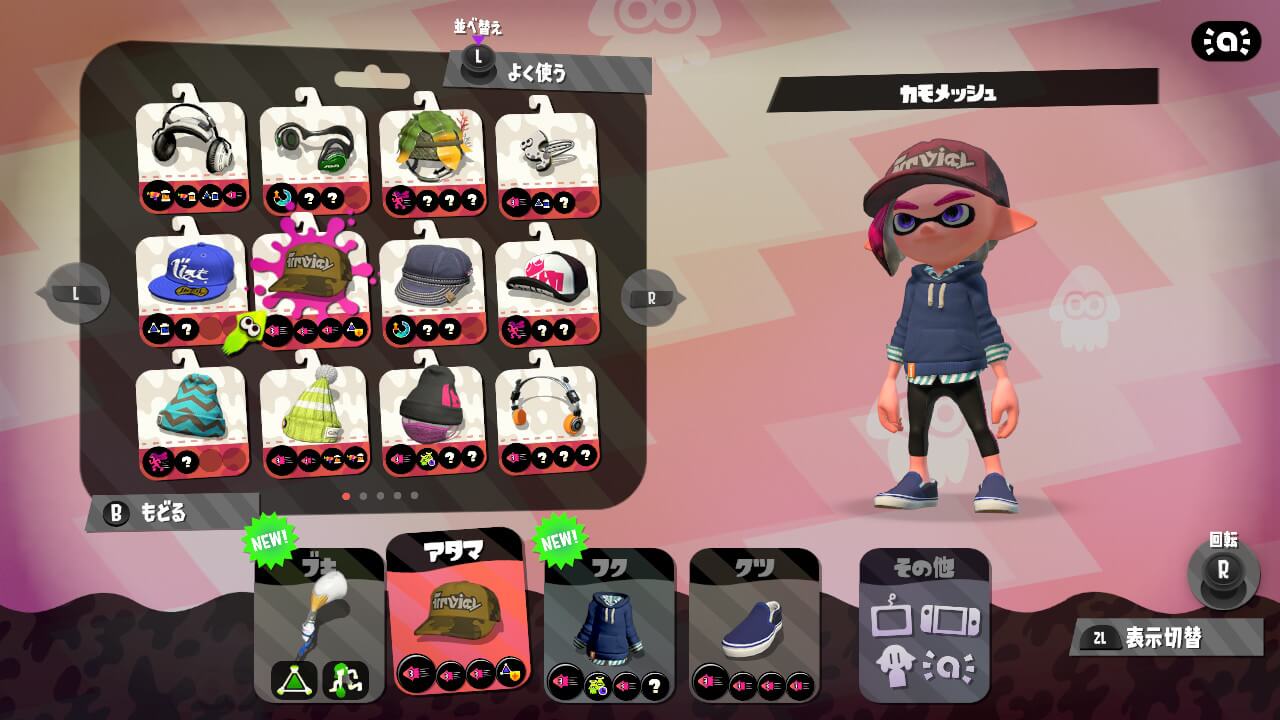 並べ替え
L
よく使う
カモメッシュ
L
R
B もどる
NEW!
NEW!
ブキ
アタマ
フク
クツ
その他
回転
R
ZL 表示切替